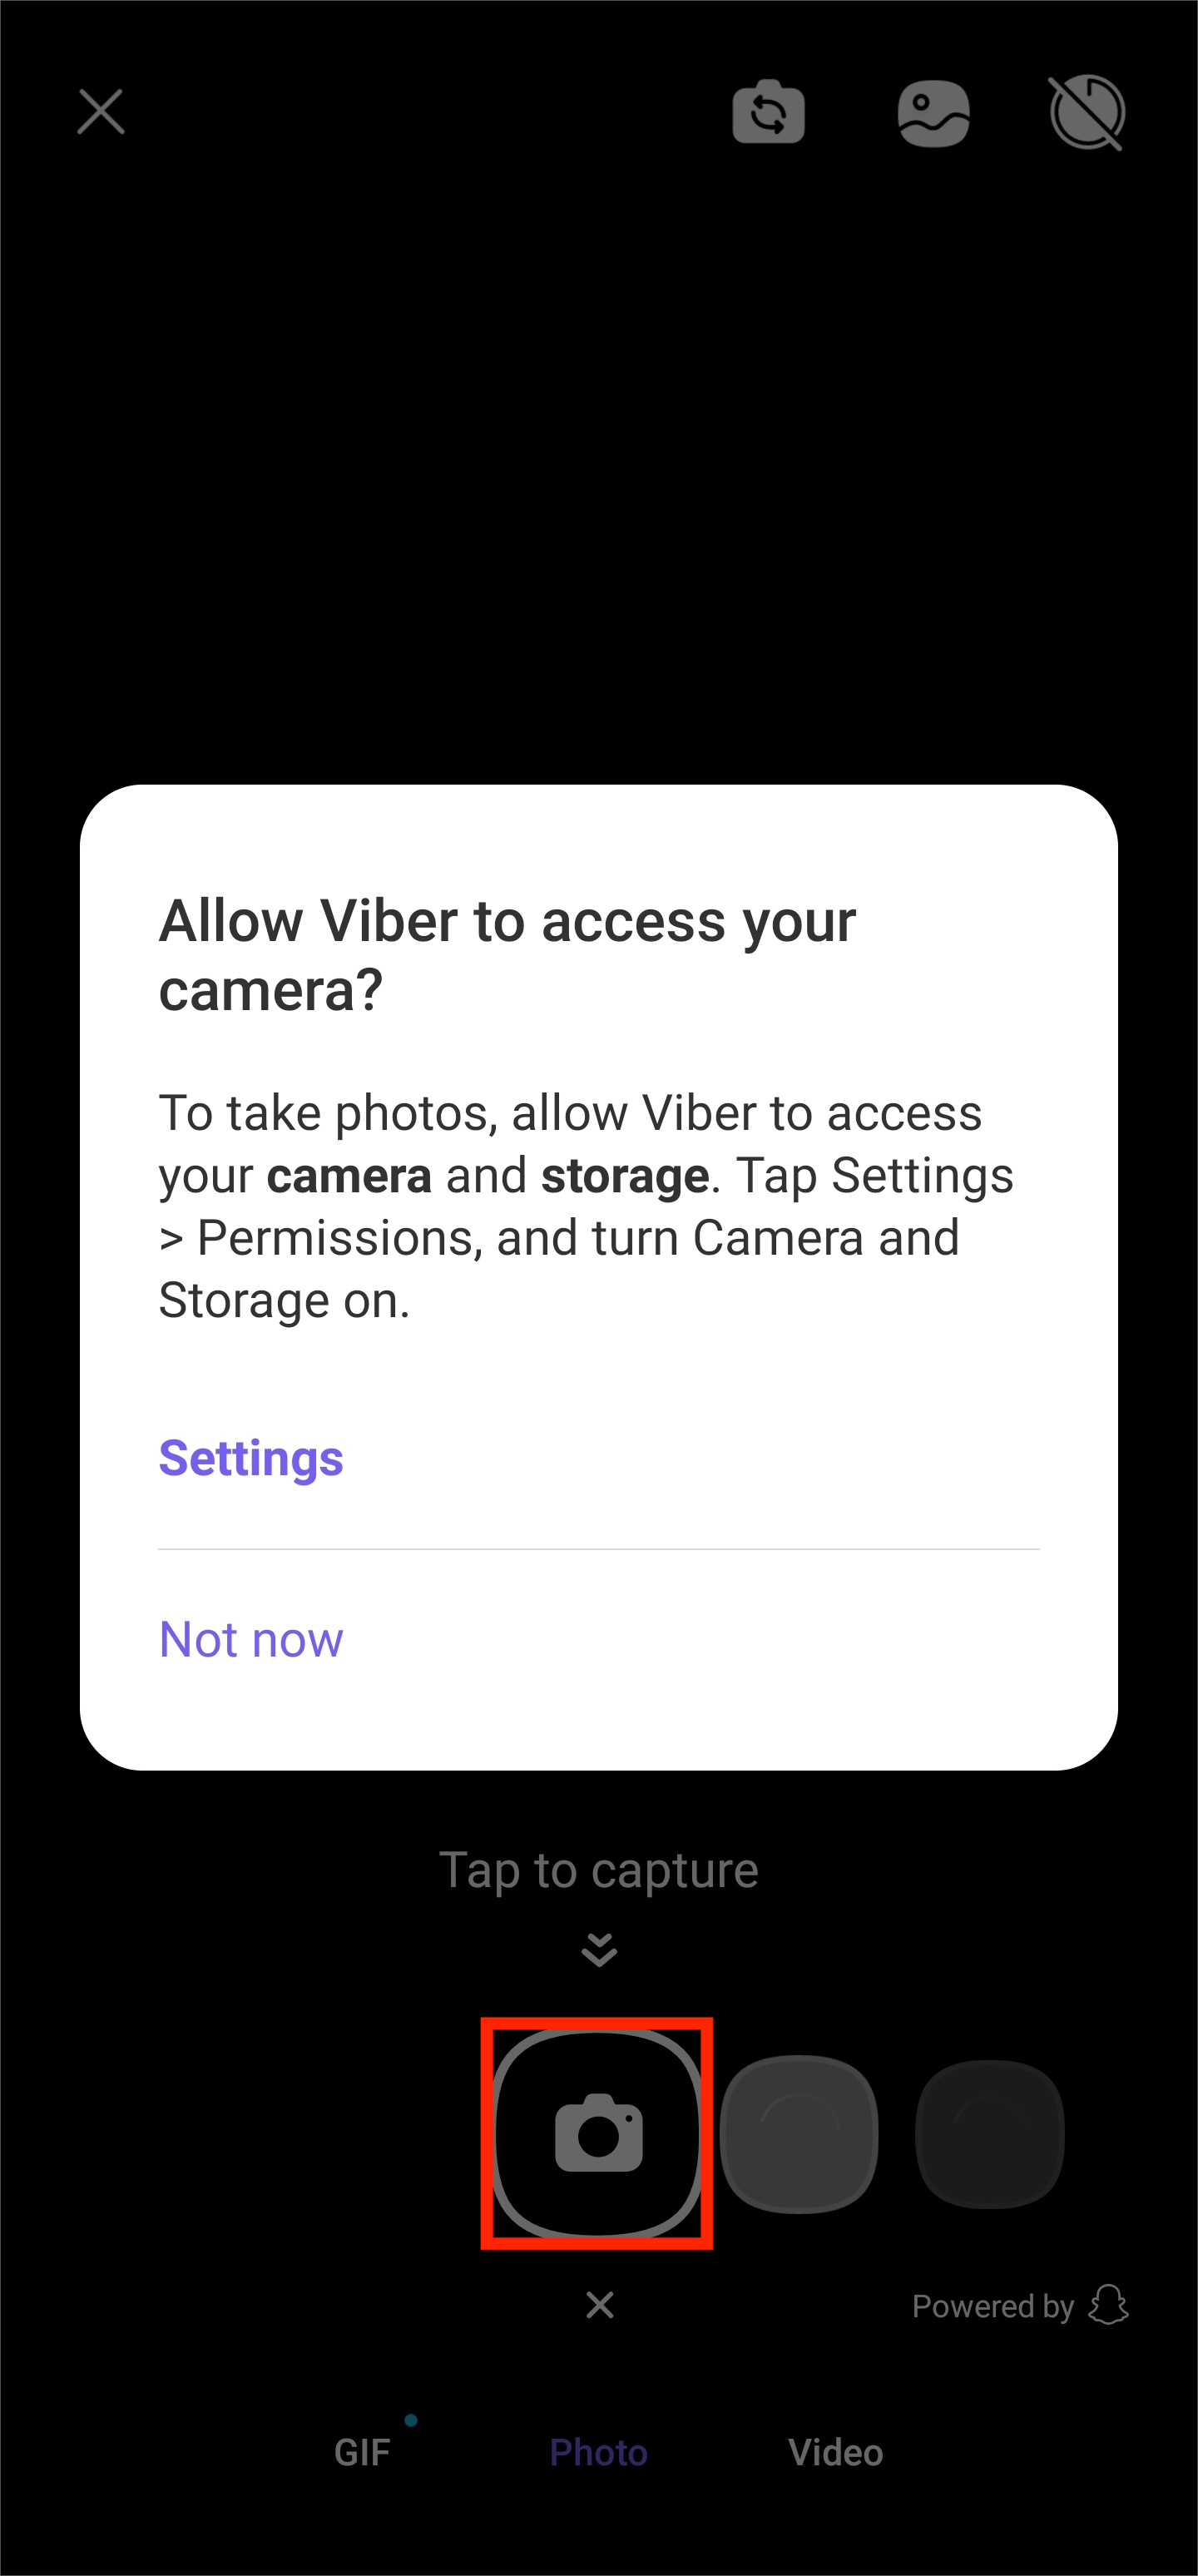 Allow Viber to access your
camera?
To take photos, allow Viber to access
your camera and storage. Tap Settings
> Permissions, and turn Camera and
Storage on.
Settings
Not now
Tap to capture
Powered by
GIF
Photo
Video